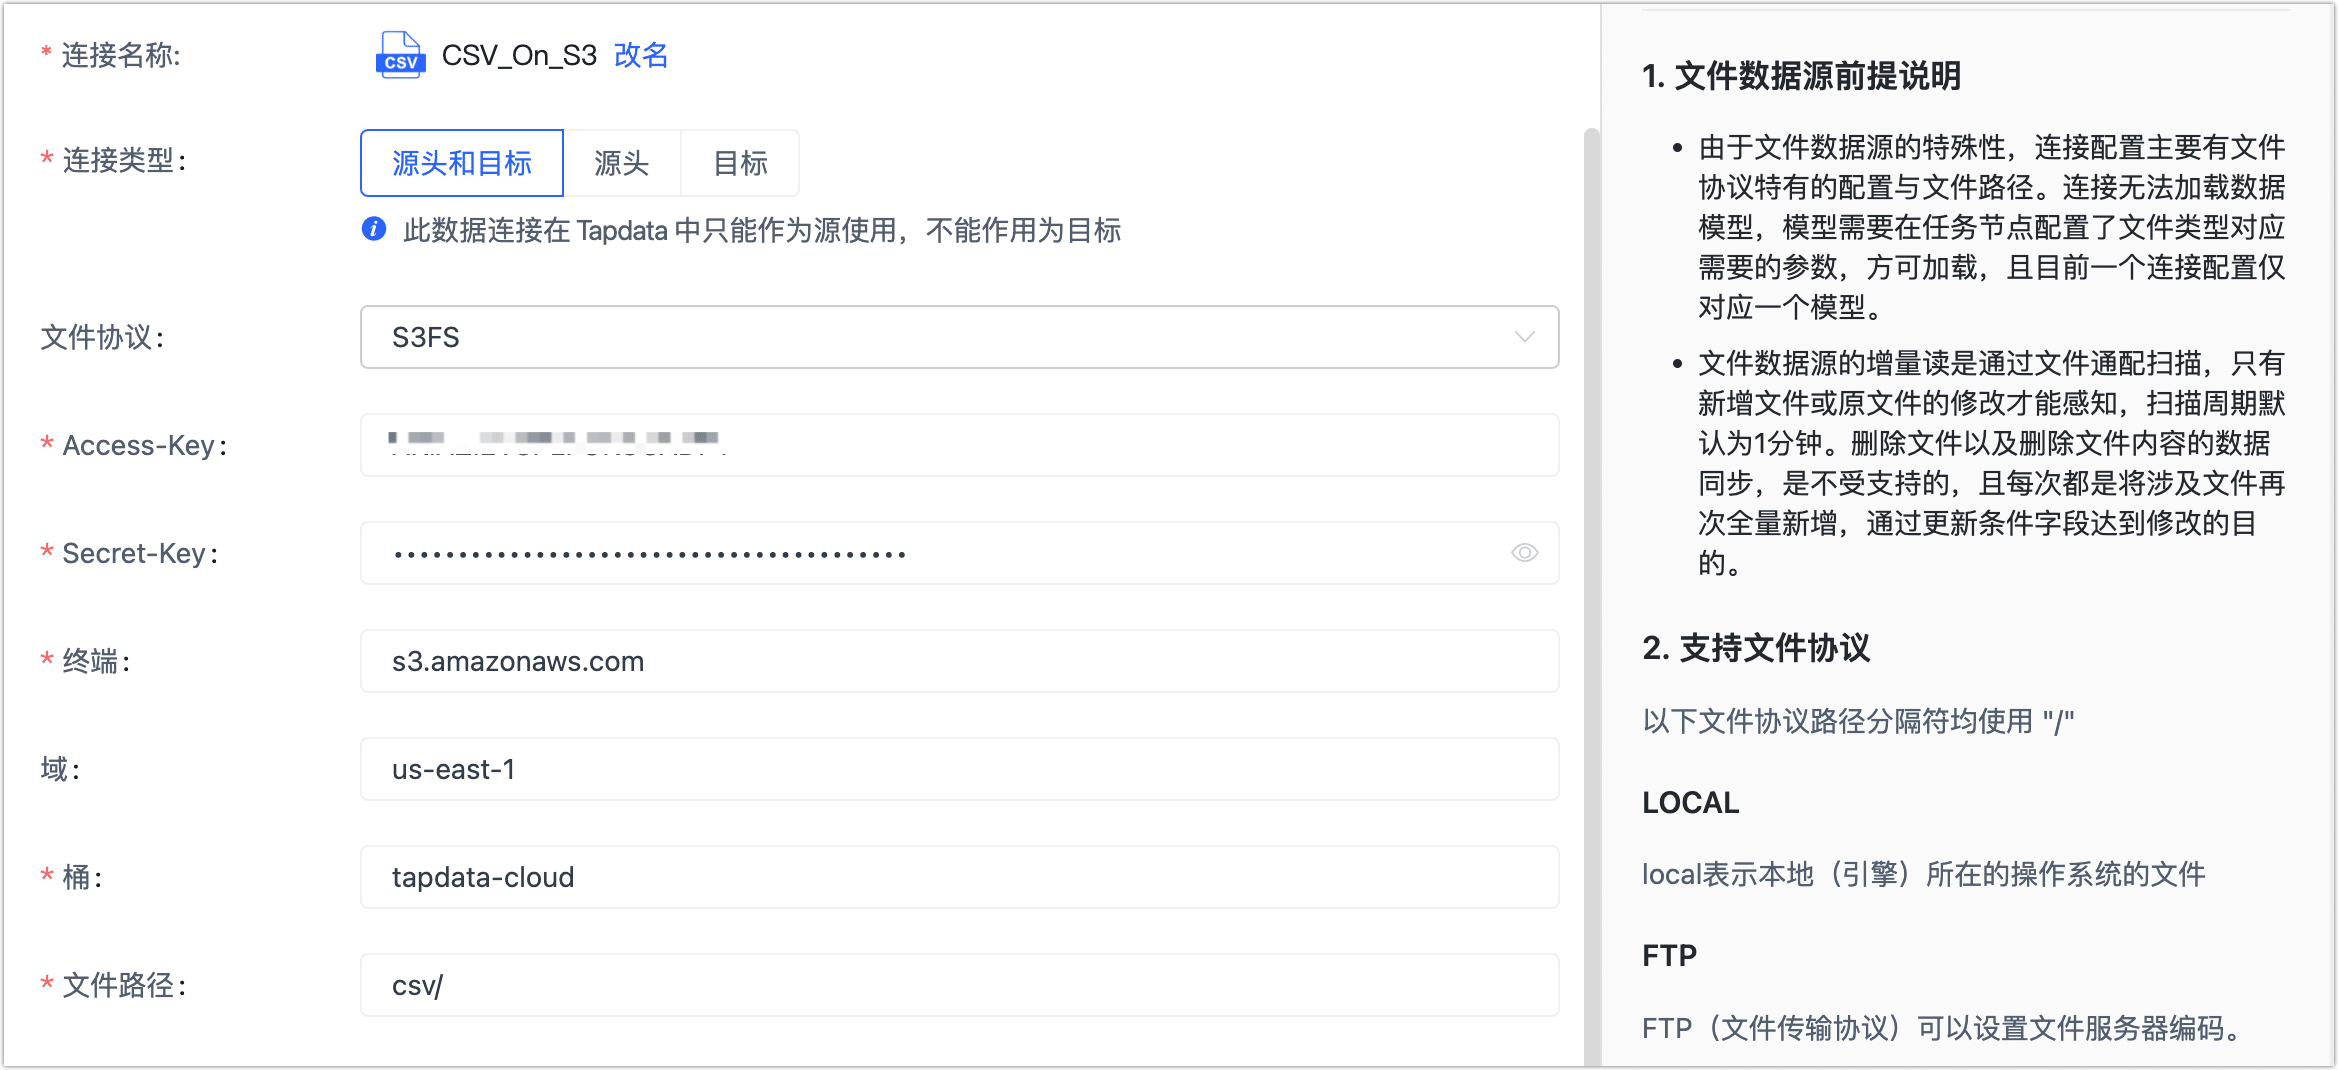 * 连接名称:
CSV
CSV_On_S3 改名
* 连接类型:
源头和目标 源头 目标
此数据连接在 Tapdata 中只能作为源使用，不能作用为目标
文件协议:
S3FS
* Access-Key:
* Secret-Key:
••••••••••••••••••••••••••••••••••••••••
* 终端:
s3.amazonaws.com
域:
us-east-1
* 桶:
tapdata-cloud
* 文件路径:
csv/
1. 文件数据源前提说明
• 由于文件数据源的特殊性，连接配置主要有文件
协议特有的配置与文件路径。连接无法加载数据
模型，模型需要在任务节点配置了文件类型对应
需要的参数，方可加载，且目前一个连接配置仅
对应一个模型。
• 文件数据源的增量读是通过文件通配扫描，只有
新增文件或原文件的修改才能感知，扫描周期默
认为1分钟。删除文件以及删除文件内容的数据
同步，是不受支持的，且每次都是将涉及文件再
次全量新增，通过更新条件字段达到修改的目
的。
2. 支持文件协议
以下文件协议路径分隔符均使用 "/"
LOCAL
local表示本地（引擎）所在的操作系统的文件
FTP
FTP（文件传输协议）可以设置文件服务器编码。